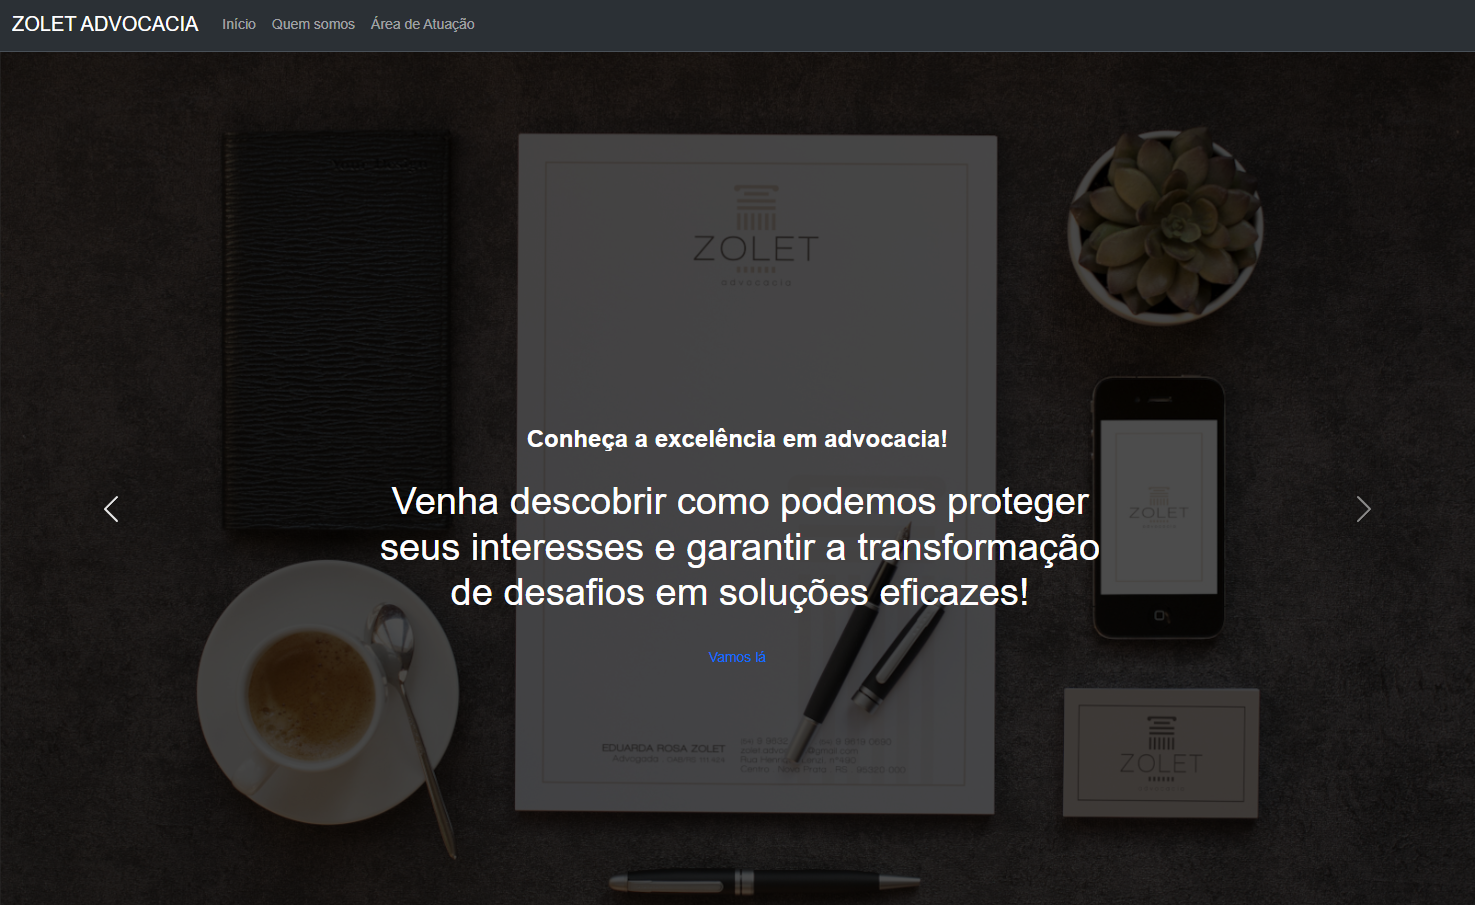 ZOLET ADVOCACIA
Início Quem somos Área de Atuação
ZOLET
advocacia
Conheça a excelência em advocacia!
Venha descobrir como podemos proteger
seus interesses e garantir a transformação
de desafios em soluções eficazes!
ZOLET
Vamos lá
EDUARDA ROSA ZOLET
Advogada
ZOLET